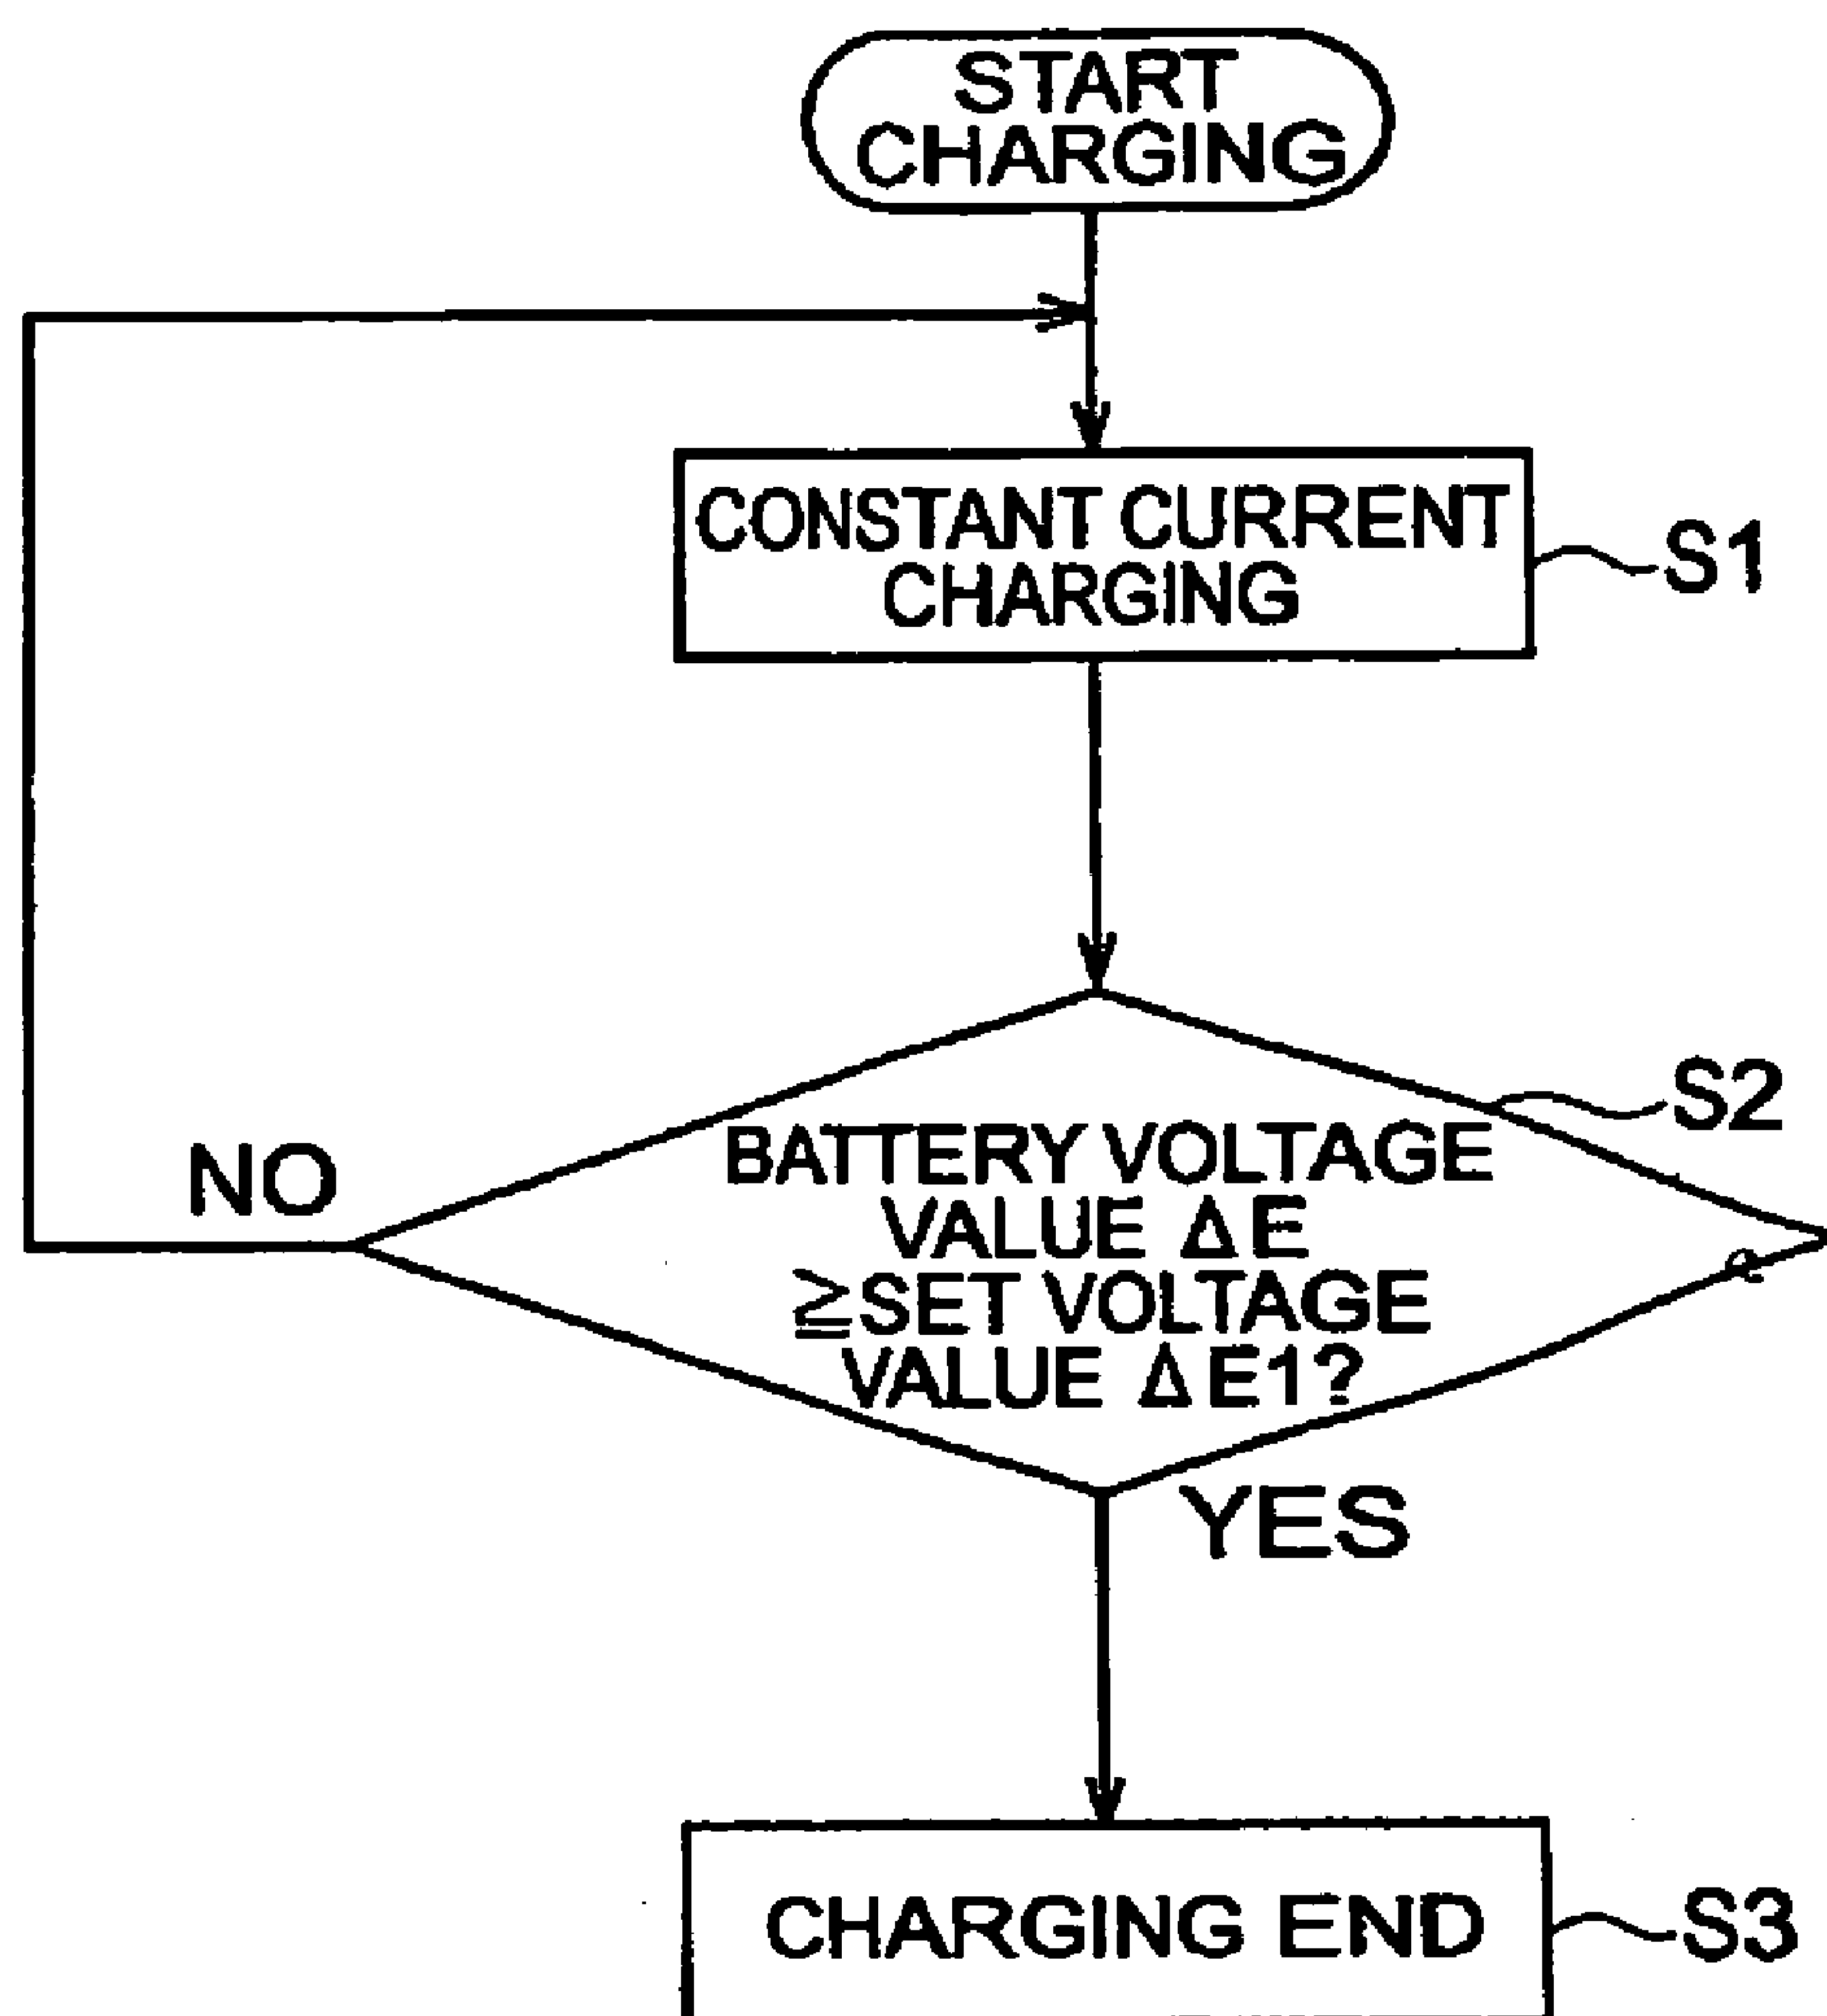 START
CHARGING
CONSTANT CURRENT
CHARGING
S1
S2
NO
BATTERY VOLTAGE
VALUE ΔE
≧SET VOLTAGE
VALUE ΔE1?
YES
CHARGING END
S3